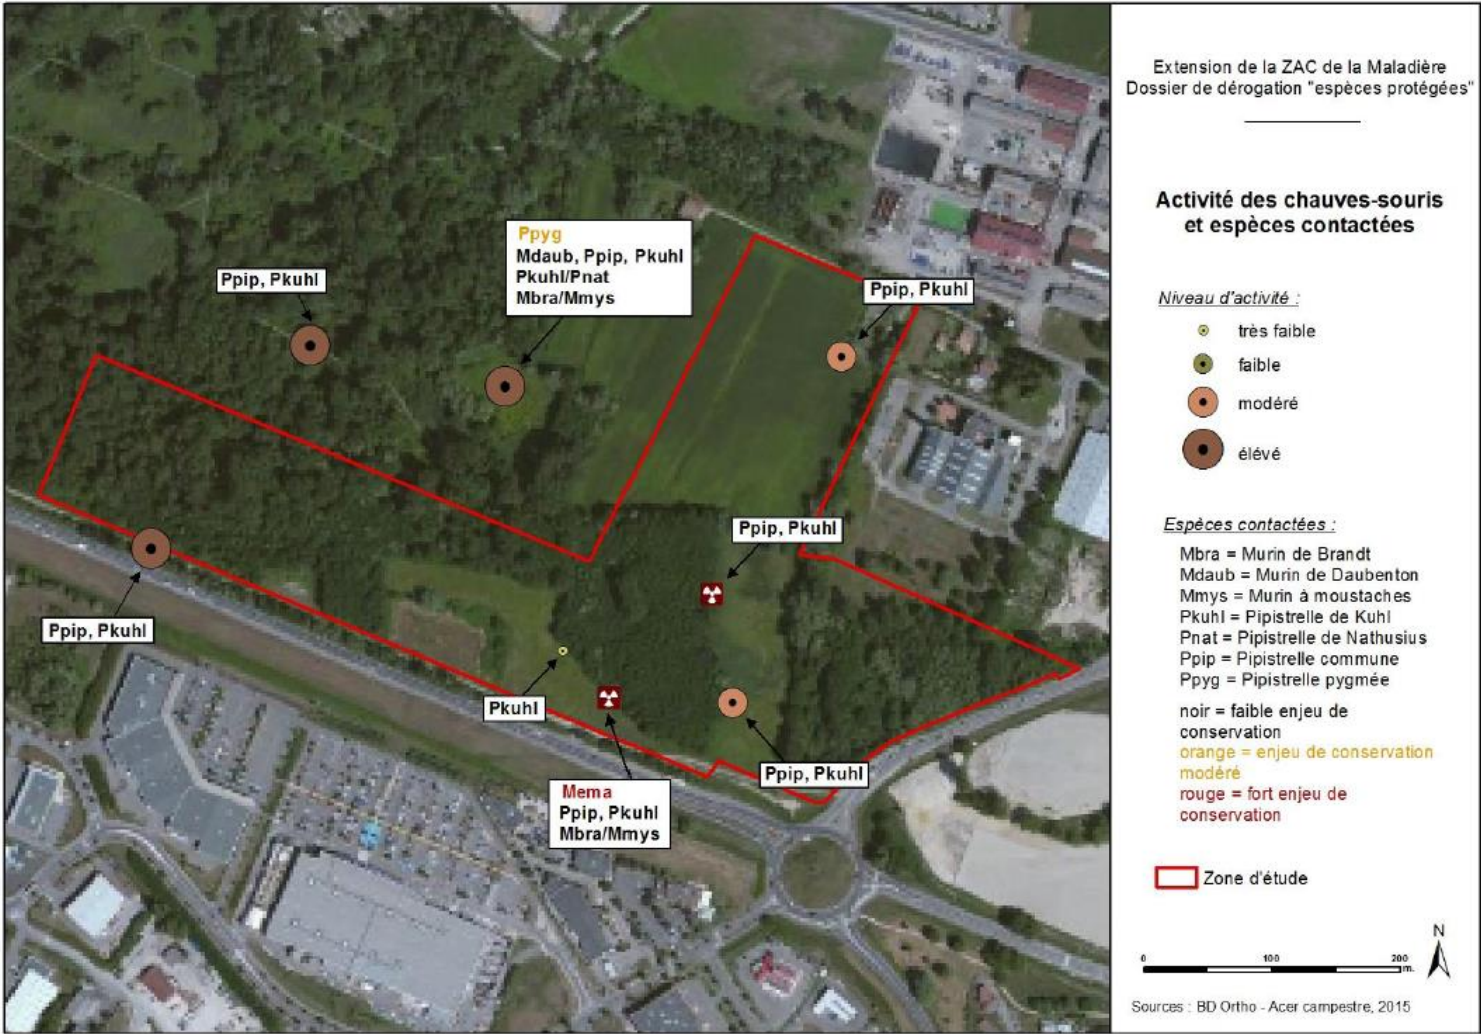 Ppip, Pkuhl
Ppyg
Mdaub, Ppip, Pkuhl
Pkuhl/Pnat
Mbra/Mmys
Ppip, Pkuhl
Ppip, Pkuhl
Ppip, Pkuhl
Pkuhl
Ppip, Pkuhl
Mema
Ppip, Pkuhl
Mbra/Mmys
Extension de la ZAC de la Maladière
Dossier de dérogation "espèces protégées"
Activité des chauves-souris
et espèces contactées
Niveau d'activité :
très faible
faible
modéré
élévé
Espèces contactées :
Mbra = Murin de Brandt
Mdaub = Murin de Daubenton
Mmys = Murin à moustaches
Pkuhl = Pipistrelle de Kuhl
Pnat = Pipistrelle de Nathusius
Ppip = Pipistrelle commune
Ppyg = Pipistrelle pygmée
noir = faible enjeu de
conservation
orange = enjeu de conservation
modéré
rouge = fort enjeu de
conservation
Zone d'étude
N
0 100 200
m.
Sources : BD Ortho - Acer campestre, 2015